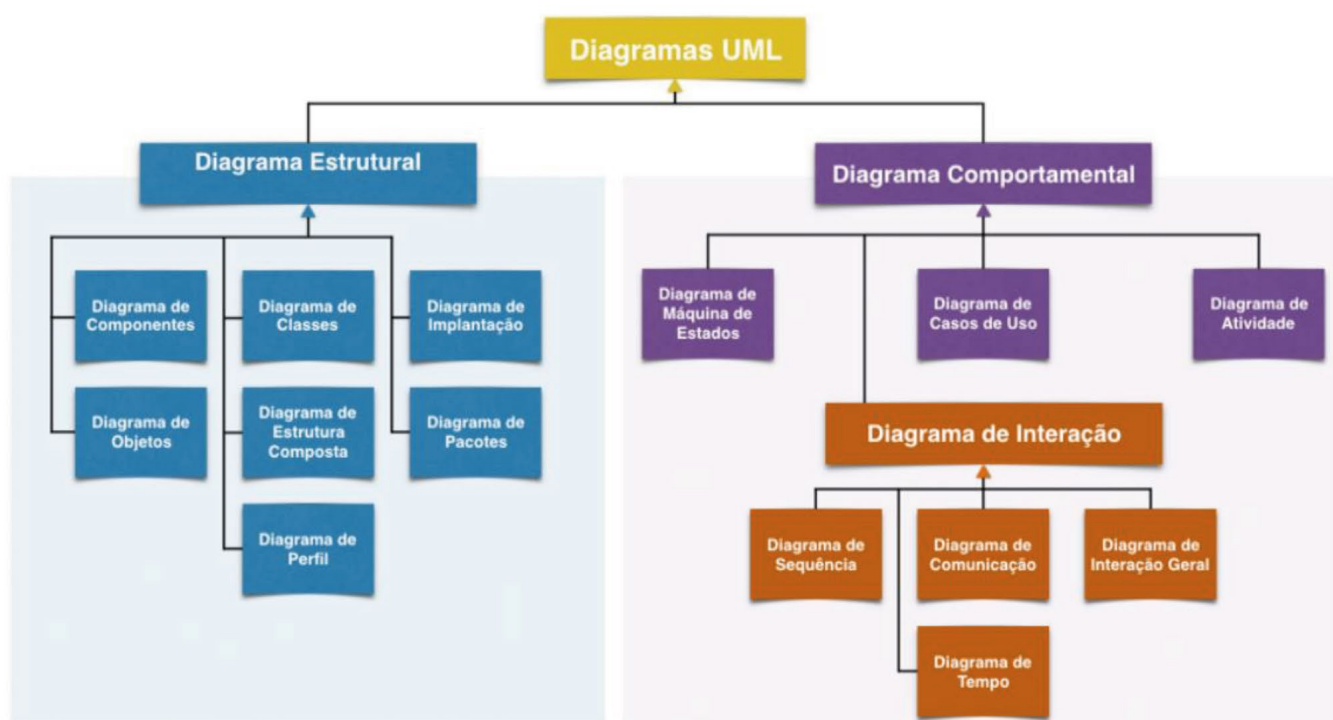 Diagramas UML
Diagrama Estrutural
Diagrama Comportamental
Diagrama de
Componentes
Diagrama de
Classes
Diagrama de
Implantação
Diagrama de
Máquina de
Estados
Diagrama de
Casos de Uso
Diagrama de
Atividade
Diagrama de
Objetos
Diagrama de
Estrutura
Composta
Diagrama de
Pacotes
Diagrama de Interação
Diagrama de
Perfil
Diagrama de
Sequência
Diagrama de
Comunicação
Diagrama de
Interação Geral
Diagrama de
Tempo